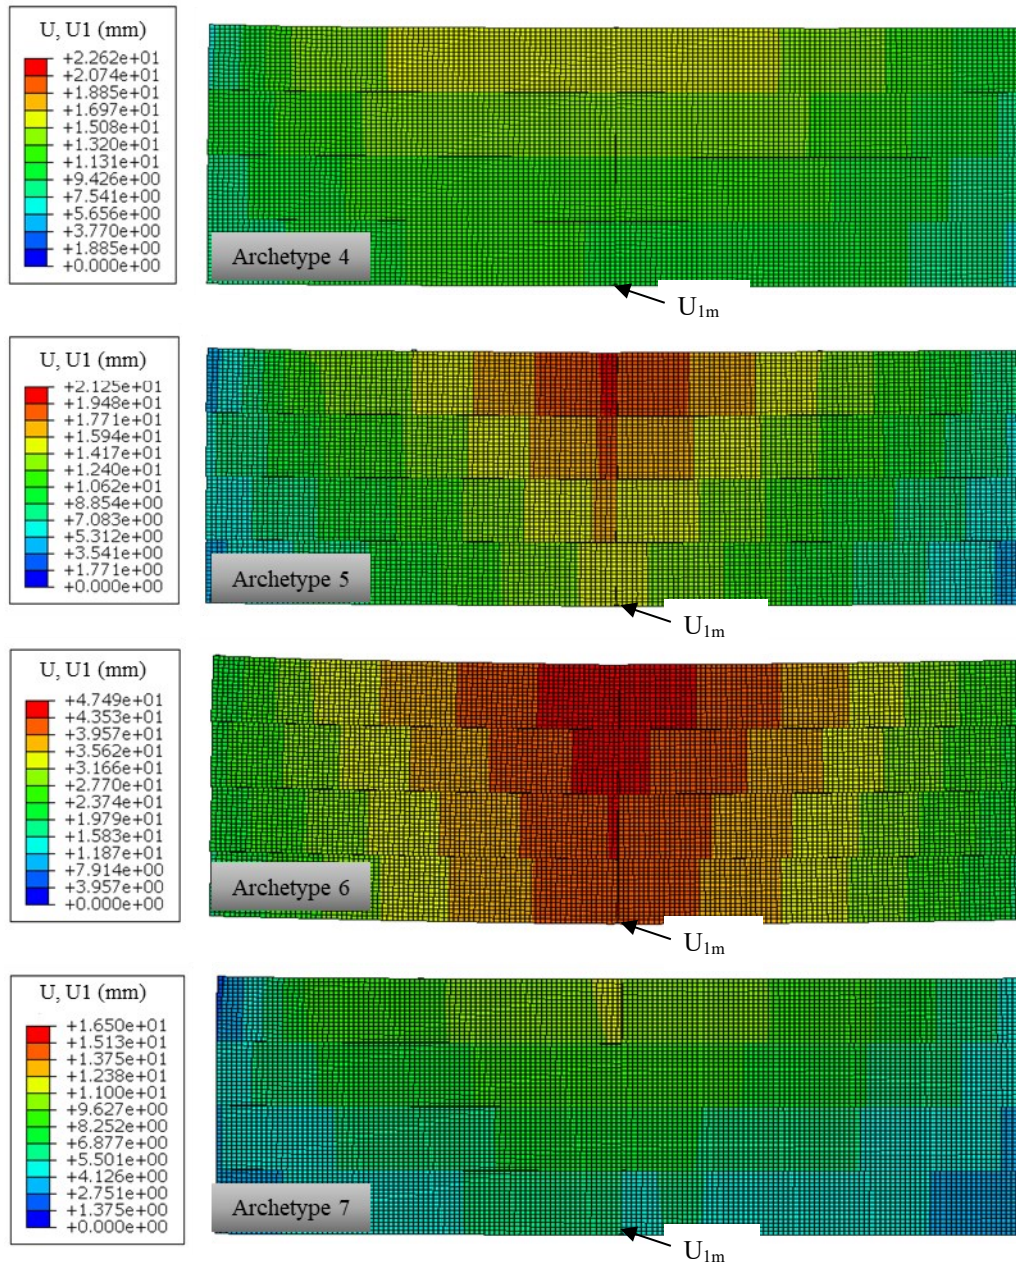 U, U1 (mm)
+2.262e+01
+2.074e+01
+1.885e+01
+1.697e+01
+1.508e+01
+1.320e+01
+1.131e+01
+9.426e+00
+7.541e+00
+5.656e+00
+3.770e+00
+1.885e+00
+0.000e+00
Archetype 4
U1m
U, U1 (mm)
+2.125e+01
+1.948e+01
+1.771e+01
+1.594e+01
+1.417e+01
+1.240e+01
+1.062e+01
+8.854e+00
+7.083e+00
+5.312e+00
+3.541e+00
+1.771e+00
+0.000e+00
Archetype 5
U1m
U, U1 (mm)
+4.749e+01
+4.353e+01
+3.957e+01
+3.562e+01
+3.166e+01
+2.770e+01
+2.374e+01
+1.979e+01
+1.583e+01
+1.187e+01
+7.914e+00
+3.957e+00
+0.000e+00
Archetype 6
U1m
U, U1 (mm)
+1.650e+01
+1.513e+01
+1.375e+01
+1.238e+01
+1.100e+01
+9.627e+00
+8.252e+00
+6.877e+00
+5.501e+00
+4.126e+00
+2.751e+00
+1.375e+00
+0.000e+00
Archetype 7
U1m